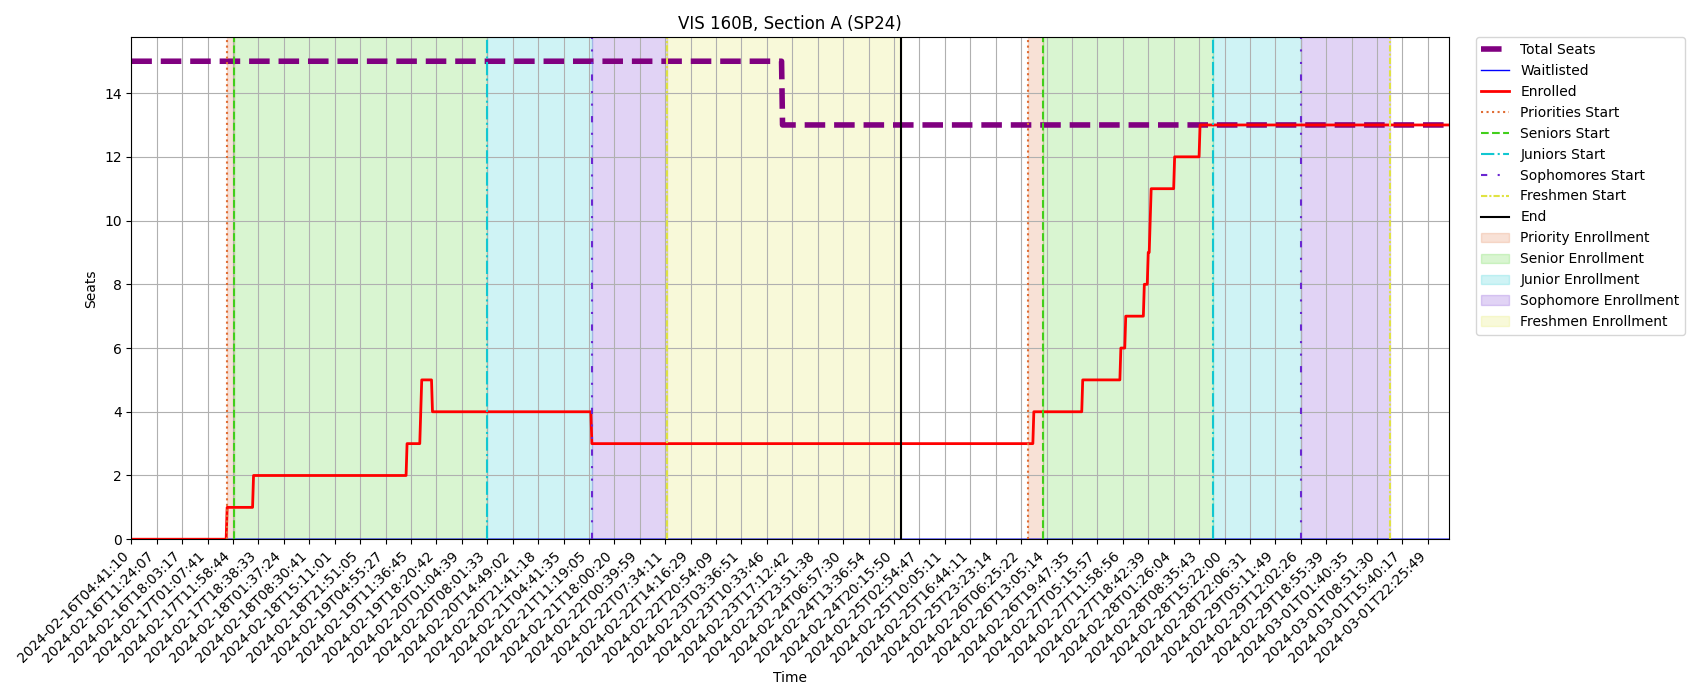 VIS 160B, Section A (SP24)
Seats
14
12
10
8
6
4
2
0
2024-02-16T04:41:10
2024-02-16T11:24:07
2024-02-16T18:03:17
2024-02-17T01:07:41
2024-02-17T11:58:44
2024-02-17T18:38:33
2024-02-18T01:37:24
2024-02-18T08:30:41
2024-02-18T15:11:01
2024-02-18T21:51:05
2024-02-19T04:55:27
2024-02-19T11:36:45
2024-02-19T18:20:42
2024-02-20T01:04:39
2024-02-20T08:01:33
2024-02-20T14:49:02
2024-02-20T21:41:18
2024-02-21T04:41:35
2024-02-21T11:19:05
2024-02-21T18:00:20
2024-02-22T00:39:59
2024-02-22T07:34:11
2024-02-22T14:16:29
2024-02-22T20:54:09
2024-02-23T03:36:51
2024-02-23T10:33:46
2024-02-23T17:12:42
2024-02-23T23:51:38
2024-02-24T06:57:30
2024-02-24T13:36:54
2024-02-24T20:15:50
2024-02-25T02:54:47
2024-02-25T10:05:11
2024-02-25T16:44:11
2024-02-25T23:23:14
2024-02-26T06:25:22
2024-02-26T13:05:14
2024-02-26T19:47:35
2024-02-27T05:15:57
2024-02-27T11:58:56
2024-02-27T18:42:39
2024-02-28T01:26:04
2024-02-28T08:35:43
2024-02-28T15:22:00
2024-02-28T22:06:31
2024-02-29T05:11:49
2024-02-29T12:02:26
2024-02-29T18:55:39
2024-03-01T01:40:35
2024-03-01T08:51:30
2024-03-01T15:40:17
2024-03-01T22:25:49
Time
Total Seats
Waitlisted
Enrolled
Priorities Start
Seniors Start
Juniors Start
Sophomores Start
Freshmen Start
End
Priority Enrollment
Senior Enrollment
Junior Enrollment
Sophomore Enrollment
Freshmen Enrollment